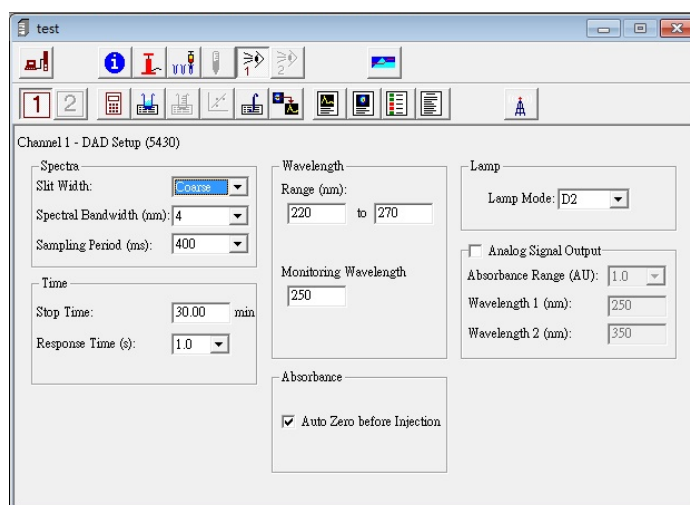 test
1 2
1 2
Channel 1 - DAD Setup (5430)
Spectra
Slit Width: Coarse
Spectral Bandwidth (nm): 4
Sampling Period (ms): 400
Time
Stop Time: 30.00 min
Response Time (s): 1.0
Wavelength
Range (nm):
220 to 270
Monitoring Wavelength
250
Absorbance
Auto Zero before Injection
Lamp
Lamp Mode: D2
Analog Signal Output
Absorbance Range (AU): 1.0
Wavelength 1 (nm): 250
Wavelength 2 (nm): 350